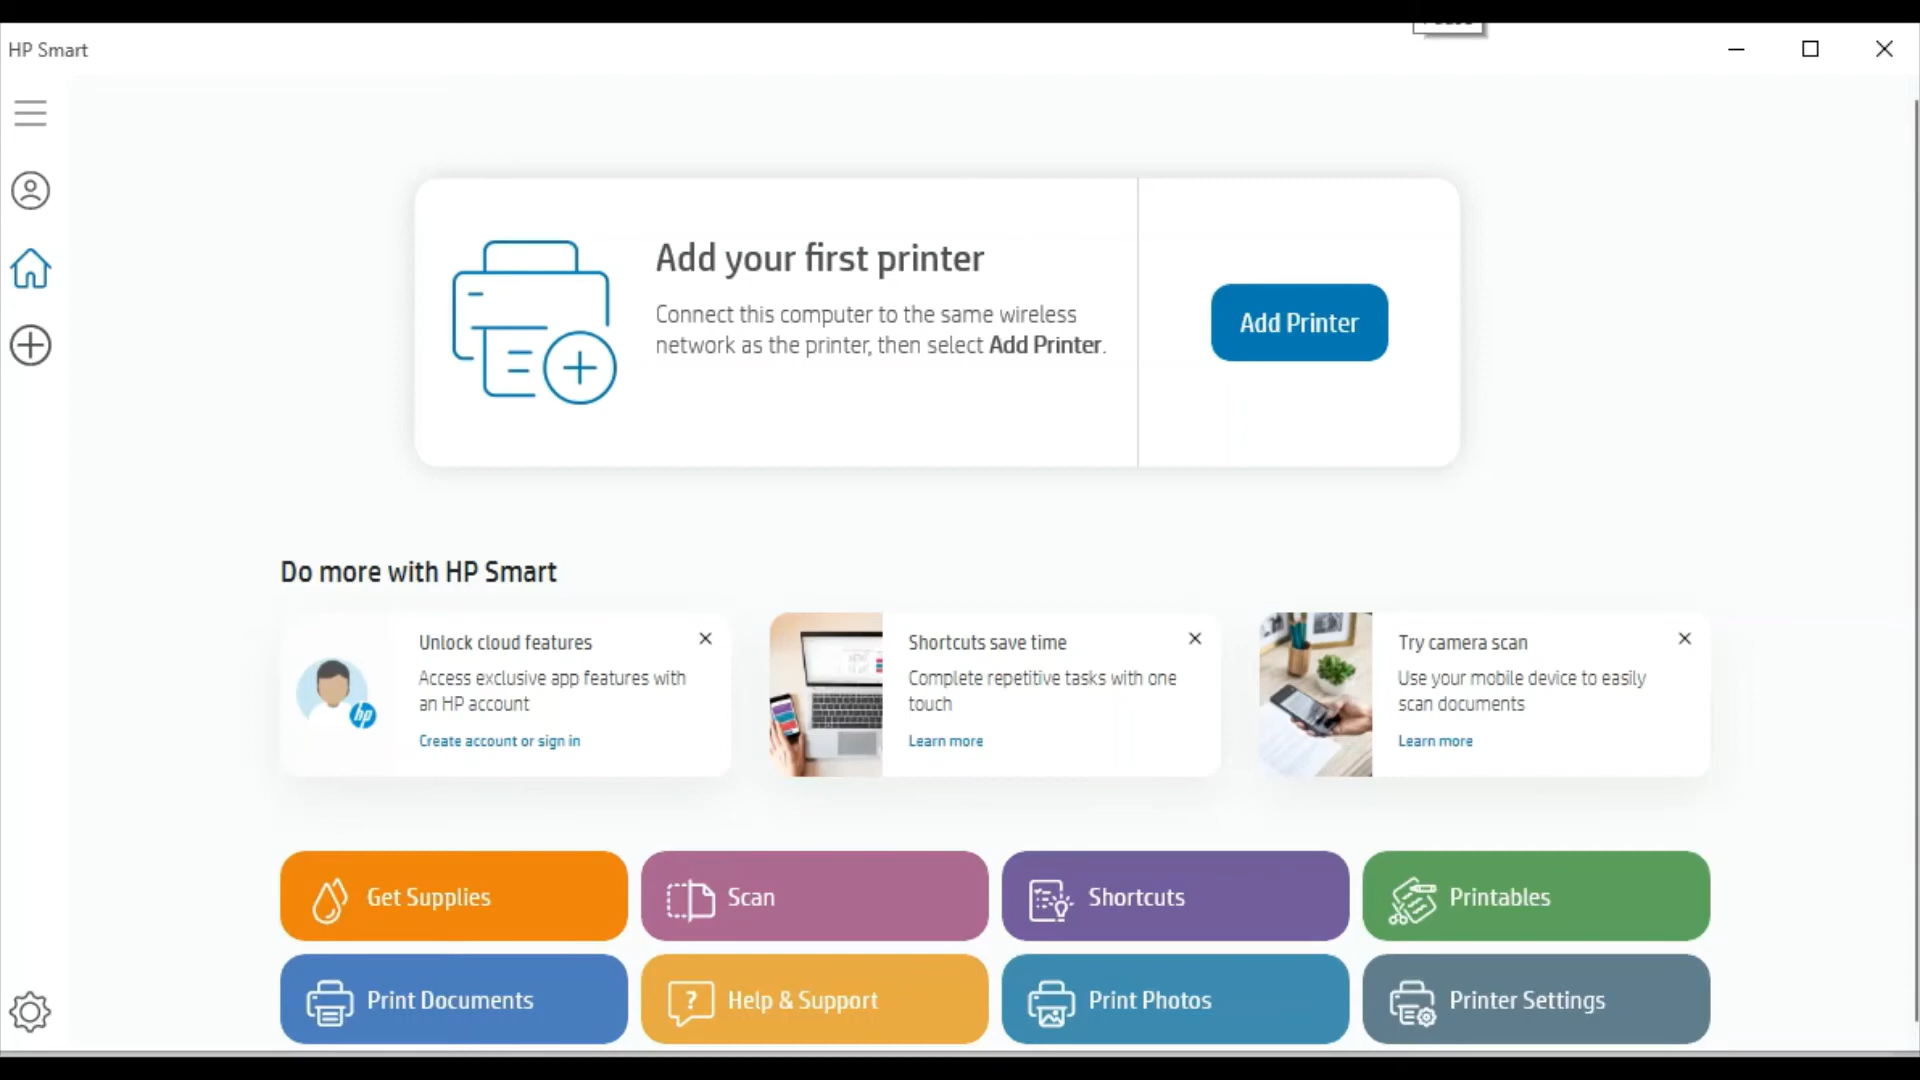 HP Smart
Add your first printer
Connect this computer to the same wireless
network as the printer, then select Add Printer.
Add Printer
Do more with HP Smart
Unlock cloud features
Access exclusive app features with
an HP account
Create account or sign in
hp
Shortcuts save time
Complete repetitive tasks with one
touch
Learn more
Try camera scan
Use your mobile device to easily
scan documents
Learn more
Get Supplies
Scan
Shortcuts
Printables
Print Documents
? Help & Support
Print Photos
Printer Settings